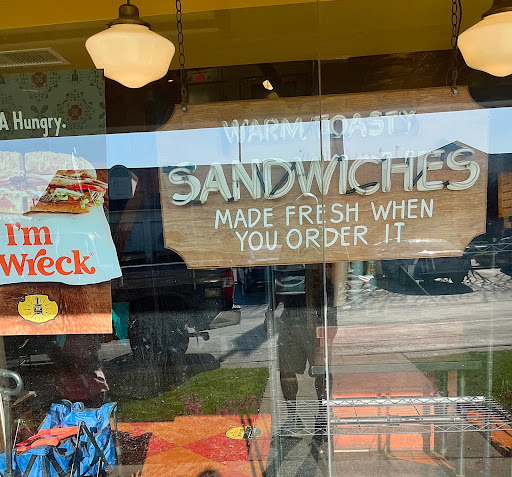 A Hungry.
I'm
Wreck
WARM, TOASTY
SANDWICHES
MADE FRESH WHEN
YOU ORDER IT